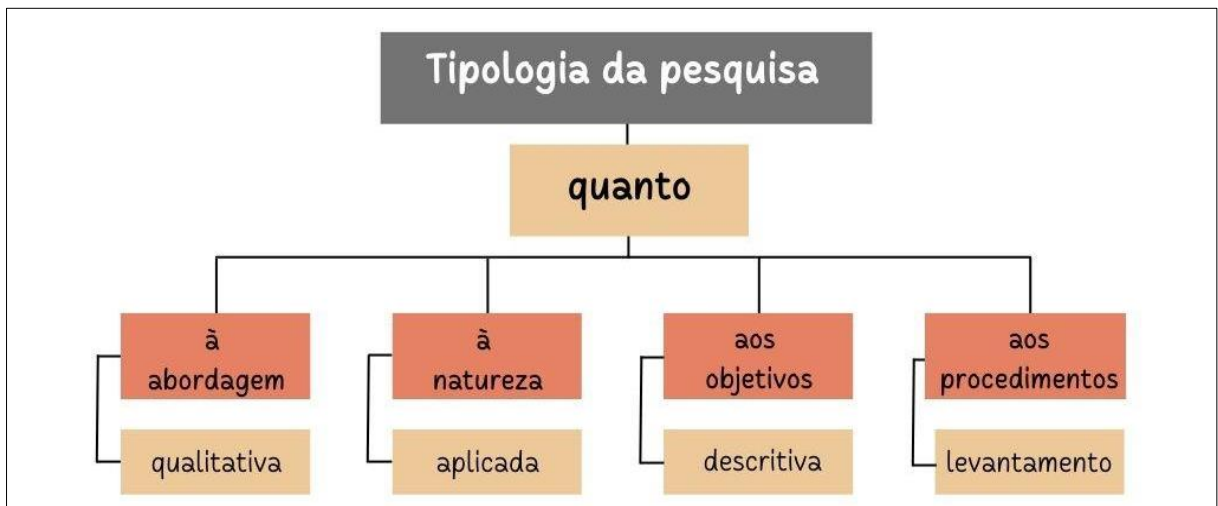 Tipologia da pesquisa
quanto
à
abordagem
qualitativa
à
natureza
aplicada
aos
objetivos
descritiva
aos
procedimentos
levantamento